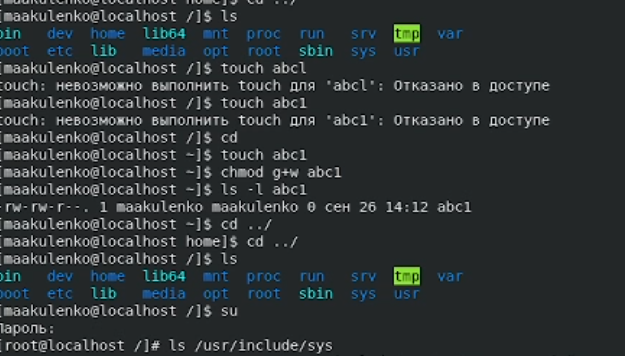 [maakulenko@localhost home]$ cd ../
[maakulenko@localhost /]$ ls
bin dev home lib64 mnt proc run srv tmp var
boot etc lib media opt root sbin sys usr
[maakulenko@localhost /]$ touch abcl
touch: невозможно выполнить touch для 'abcl': Отказано в доступе
[maakulenko@localhost /]$ touch abc1
touch: невозможно выполнить touch для 'abc1': Отказано в доступе
[maakulenko@localhost /]$ cd
[maakulenko@localhost ~]$ touch abc1
[maakulenko@localhost ~]$ chmod g+w abc1
[maakulenko@localhost ~]$ ls -l abc1
-rw-rw-r--. 1 maakulenko maakulenko 0 сен 26 14:12 abc1
[maakulenko@localhost ~]$ cd ../
[maakulenko@localhost home]$ cd ../
[maakulenko@localhost /]$ ls
bin dev home lib64 mnt proc run srv tmp var
boot etc lib media opt root sbin sys usr
[maakulenko@localhost /]$ su
Пароль:
[root@localhost /]# ls /usr/include/sys